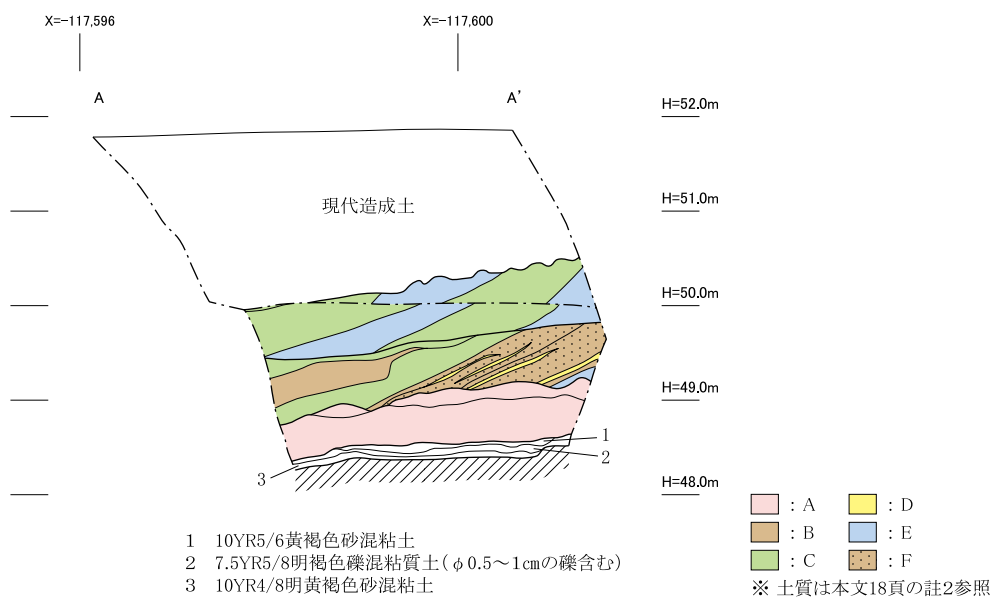 X=-117,596
X=-117,600
A
A’
H=52.0m
H=51.0m
現代造成土
H=50.0m
H=49.0m
1
2
3
H=48.0m
1 10YR5/6黃褐色砂混粘土
2 7.5YR5/8明褐色礫混粘質土(φ0.5～1㎝の礫含む)
3 10YR4/8明黄褐色砂混粘土
：A
：B
：C
：D
：E
：F
※ 土質は本文18頁の註2参照